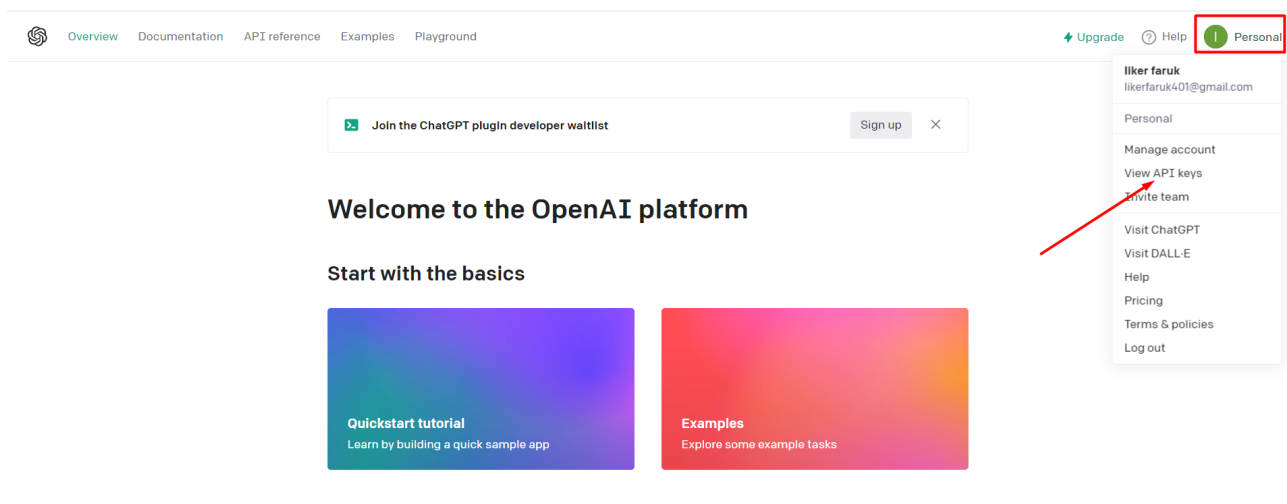 Overview Documentation API reference Examples Playground
Upgrade Help I Personal
liker faruk
likerfaruk401@gmail.com
Personal
Manage account
View API keys
Invite team
Visit ChatGPT
Visit DALL·E
Help
Pricing
Terms & policies
Log out
Join the ChatGPT plugin developer waitlist Sign up
Welcome to the OpenAI platform
Start with the basics
Quickstart tutorial
Learn by building a quick sample app
Examples
Explore some example tasks